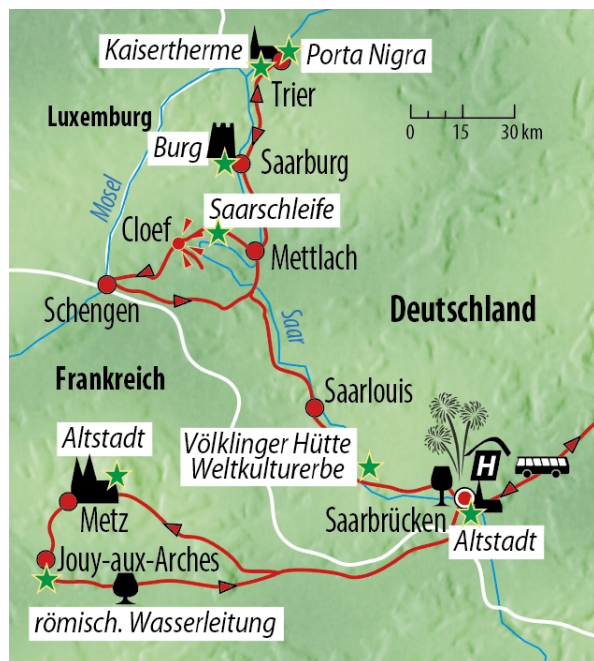 Kaisertherme
Porta Nigra
Trier
Luxemburg
0 15 30 km
Burg
Saarburg
Mosel
Saarschleife
Cloef
Mettlach
Schengen
Saar
Deutschland
Frankreich
Saarlouis
Altstadt
Völklinger Hütte
Weltkulturerbe
H
Metz
Saarbrücken
Altstadt
Jouy-aux-Arches
römisch. Wasserleitung